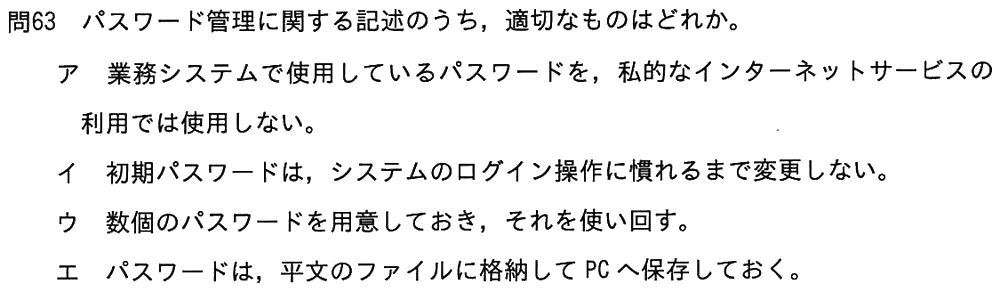 問63　パスワード管理に関する記述のうち，適切なものはどれか。
ア　業務システムで使用しているパスワードを，私的なインターネットサービスの
利用では使用しない。
イ　初期パスワードは，システムのログイン操作に慣れるまで変更しない。
ウ　数個のパスワードを用意しておき，それを使い回す。
エ　パスワードは，平文のファイルに格納して PC へ保存しておく。